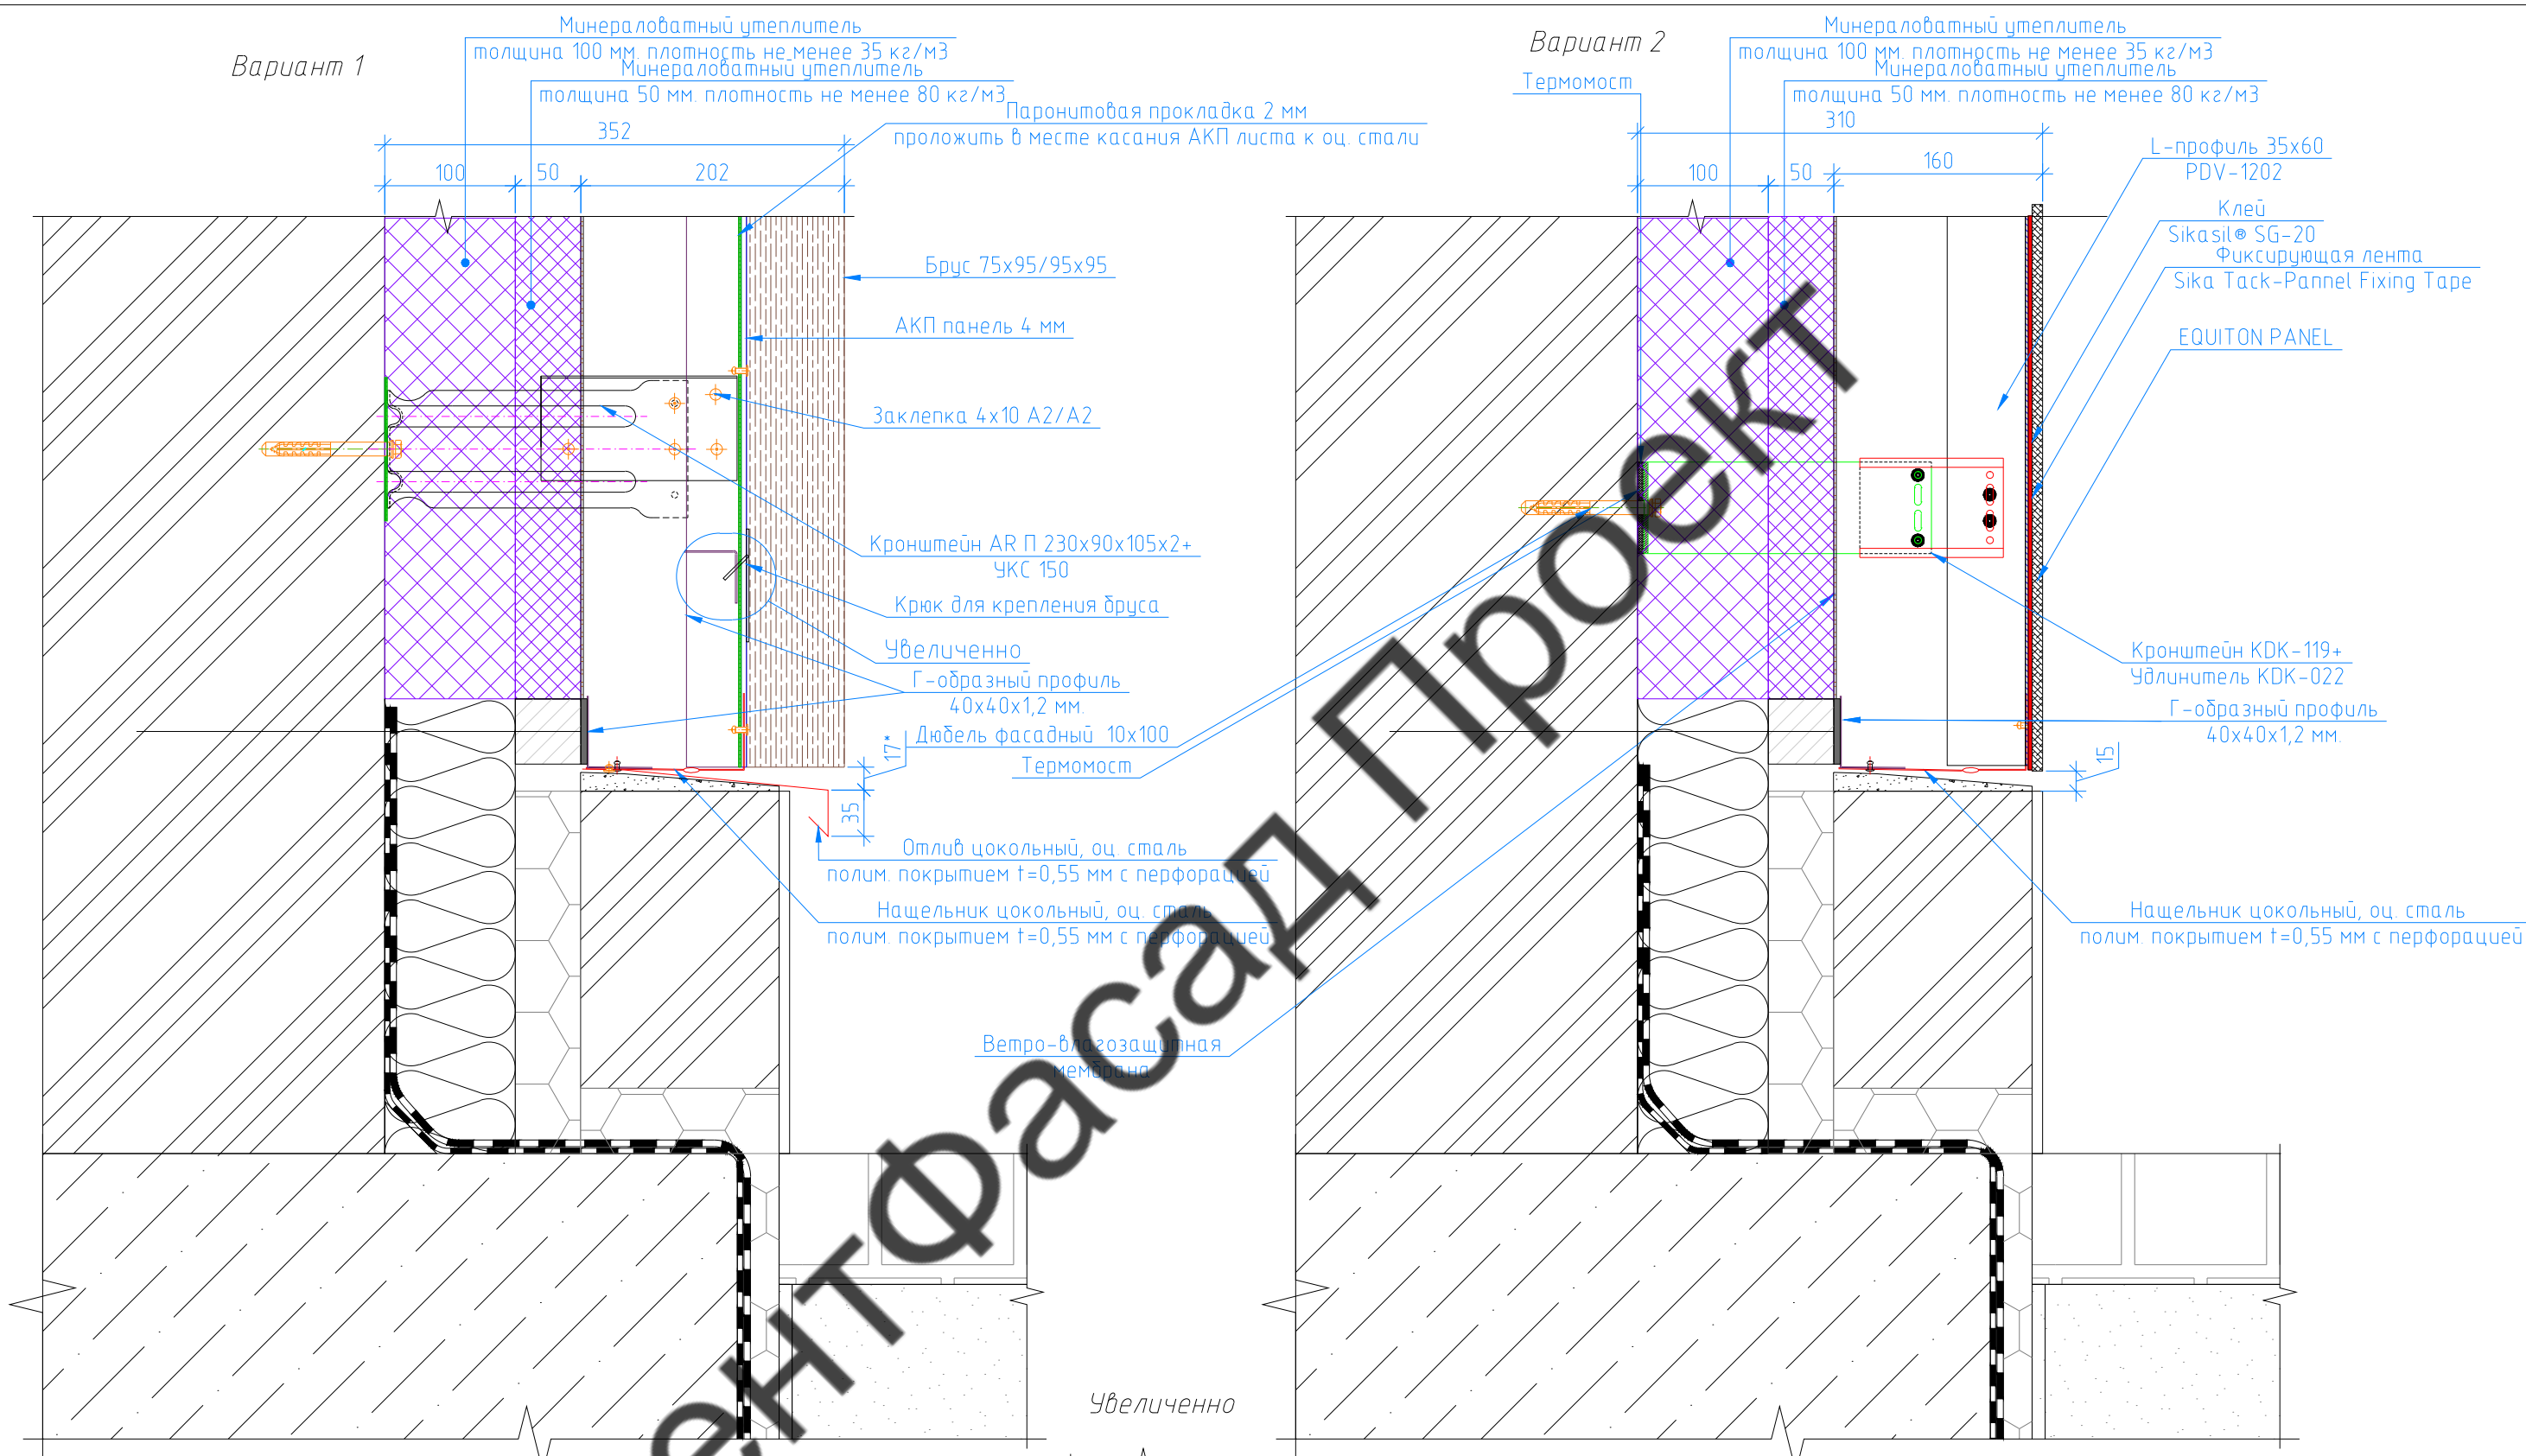 Вариант 1
Минераловатный утеплитель
толщина 100 мм. плотность не менее 35 кг/м3
Минераловатный утеплитель
толщина 50 мм. плотность не менее 80 кг/м3
Паронитовая прокладка 2 мм
проложить в месте касания АКП листа к оц. стали
352
100
50
202
Брус 75х95/95х95
АКП панель 4 мм
Заклепка 4х10 А2/А2
Кронштейн AR П 230х90х105х2+
УКС 150
Крюк для крепления бруса
Увеличенно
Г-образный профиль
40х40х1,2 мм.
Дюбель фасадный 10х100
Термомост
17*
35
Отлив цокольный, оц. сталь
полим. покрытием t=0,55 мм с перфорацией
Нащельник цокольный, оц. сталь
полим. покрытием t=0,55 мм с перфорацией
Ветро-влагозащитная
мембрана
Увеличенно
Вариант 2
Минераловатный утеплитель
толщина 100 мм. плотность не менее 35 кг/м3
Минераловатный утеплитель
толщина 50 мм. плотность не менее 80 кг/м3
Термомост
310
100
50
160
L-профиль 35х60
PDV-1202
Клей
Sikasil® SG-20
Фиксирующая лента
Sika Tack-Pannel Fixing Tape
EQUITON PANEL
Кронштейн KDK-119+
Удлинитель KDK-022
Г-образный профиль
40х40х1,2 мм.
15
Нащельник цокольный, оц. сталь
полим. покрытием t=0,55 мм с перфорацией
ентФасад Проект